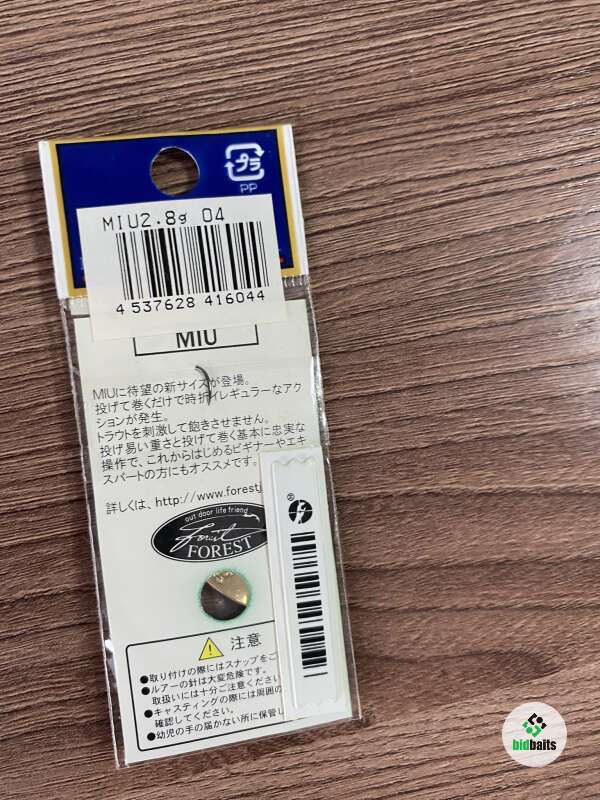 プラ
PP
MIU2.8g 04
4 537628 416044
MIU
MIUに待望の新サイズが登場。
投げて巻くだけで時折イレギュラーなアク
ションが発生。
トラウトを刺激して飽きさせません。
投げ易い重さと投げて巻く基本に忠実な
操作で、これからはじめるビギナーやエキ
スパートの方にもオススメです。
詳しくは、http://www.forestj
out door life friend
Forest
FOREST
®
注意
●取り付けの際にはスナップをご
●ルアーの針は大変危険です。
取扱いには十分ご注意ください
●キャスティングの際には周囲の
確認してください。
●幼児の手の届かない所に保管し
bidbaits